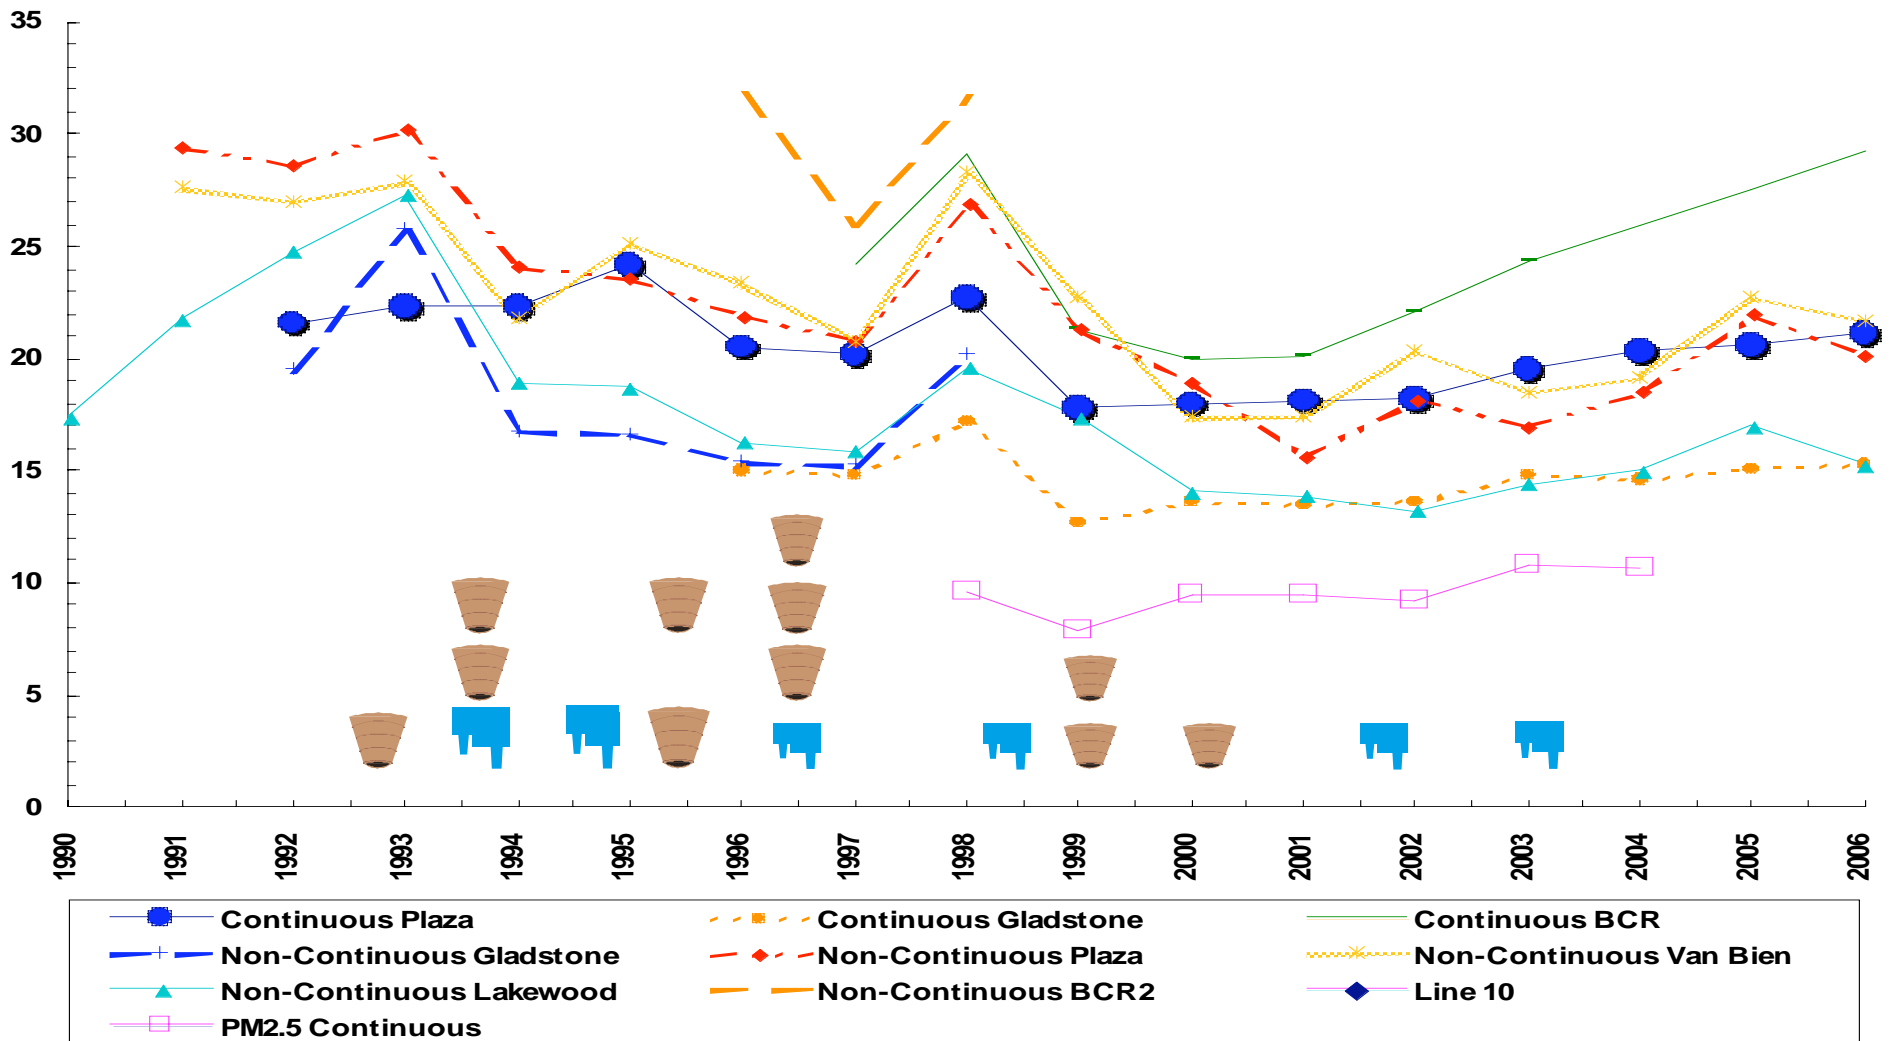 35
30
25
20
15
10
5
0
1990 1991 1992 1993 1994 1995 1996 1997 1998 1999 2000 2001 2002 2003 2004 2005 2006
Continuous Plaza Continuous Gladstone Continuous BCR
Non-Continuous Gladstone Non-Continuous Plaza Non-Continuous Van Bien
Non-Continuous Lakewood Non-Continuous BCR2 Line 10
PM2.5 Continuous